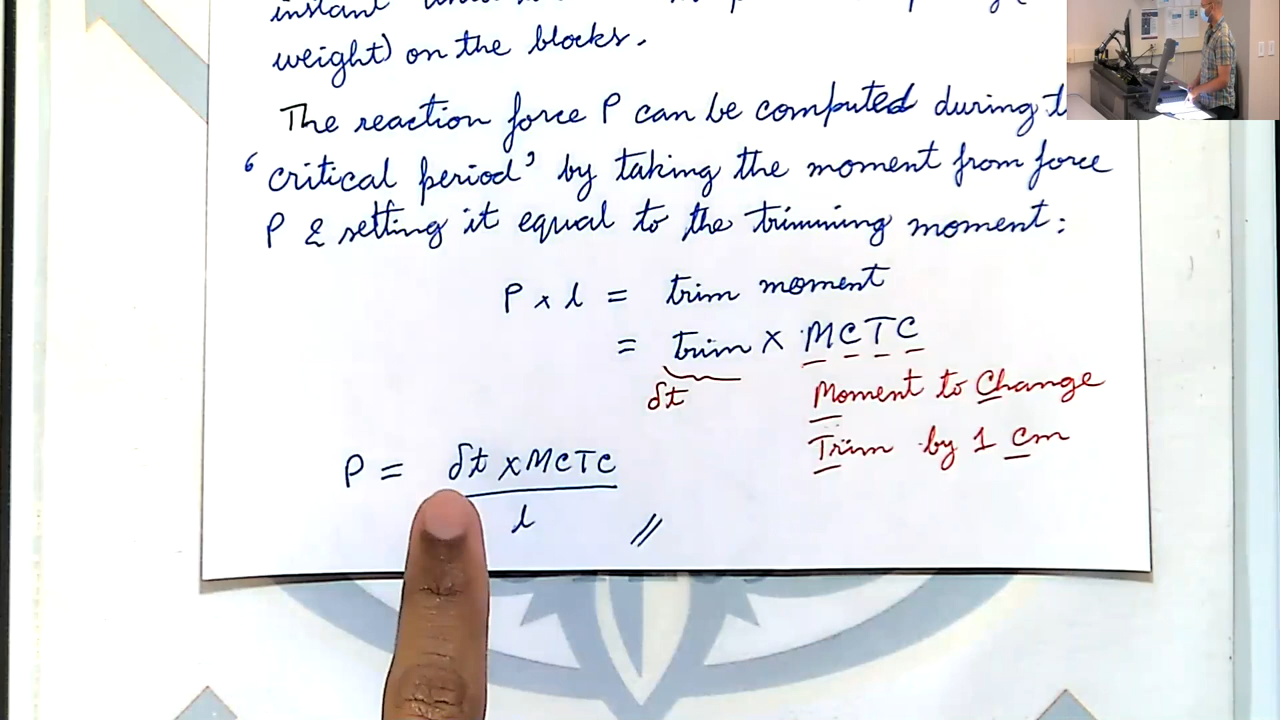 instant
weight) on the blocks.
The reaction force P can be computed during t
‘critical period’ by taking the moment from force
P & setting it equal to the trimming moment:
P x l = trim moment
= trim x MCTC
δt
Moment to Change
Trim by 1 cm
P = δt x MCTC
l //